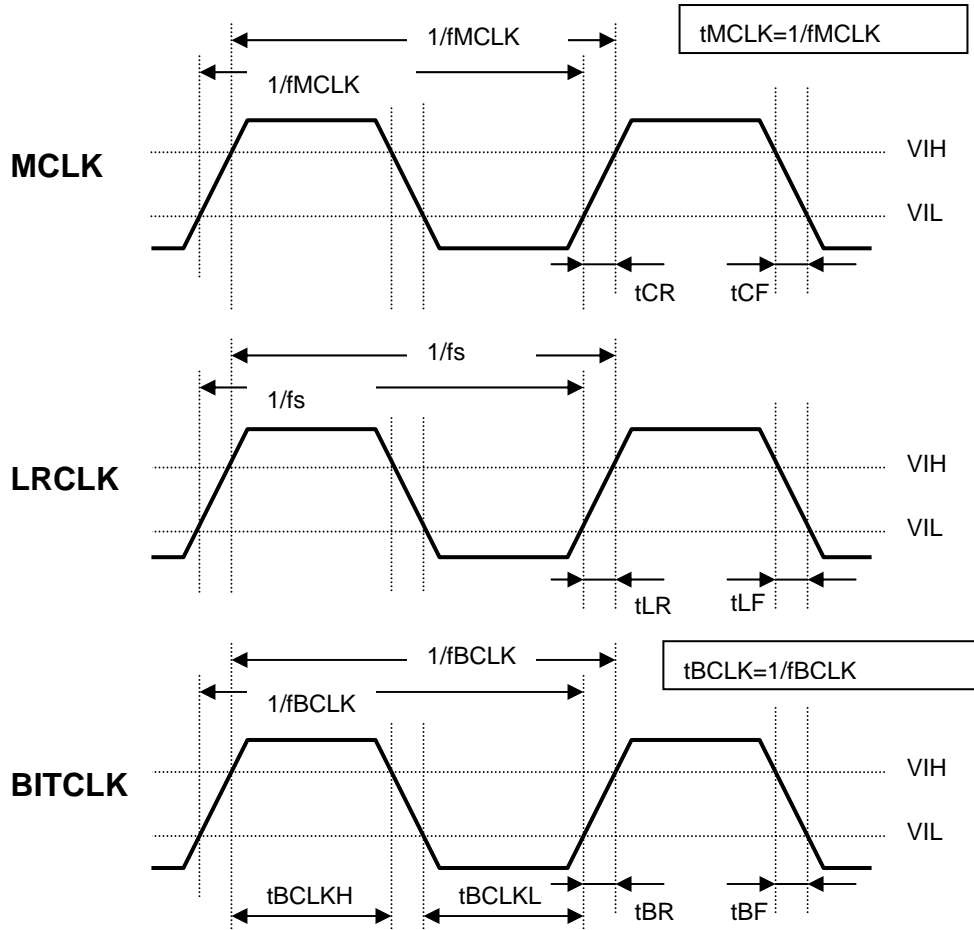 1/fMCLK
tMCLK=1/fMCLK
1/fMCLK
MCLK
VIH
VIL
tCR
tCF
1/fs
1/fs
LRCLK
VIH
VIL
tLR
tLF
1/fBCLK
tBCLK=1/fBCLK
1/fBCLK
BITCLK
VIH
VIL
tBCLKH
tBCLKL
tBR
tBF